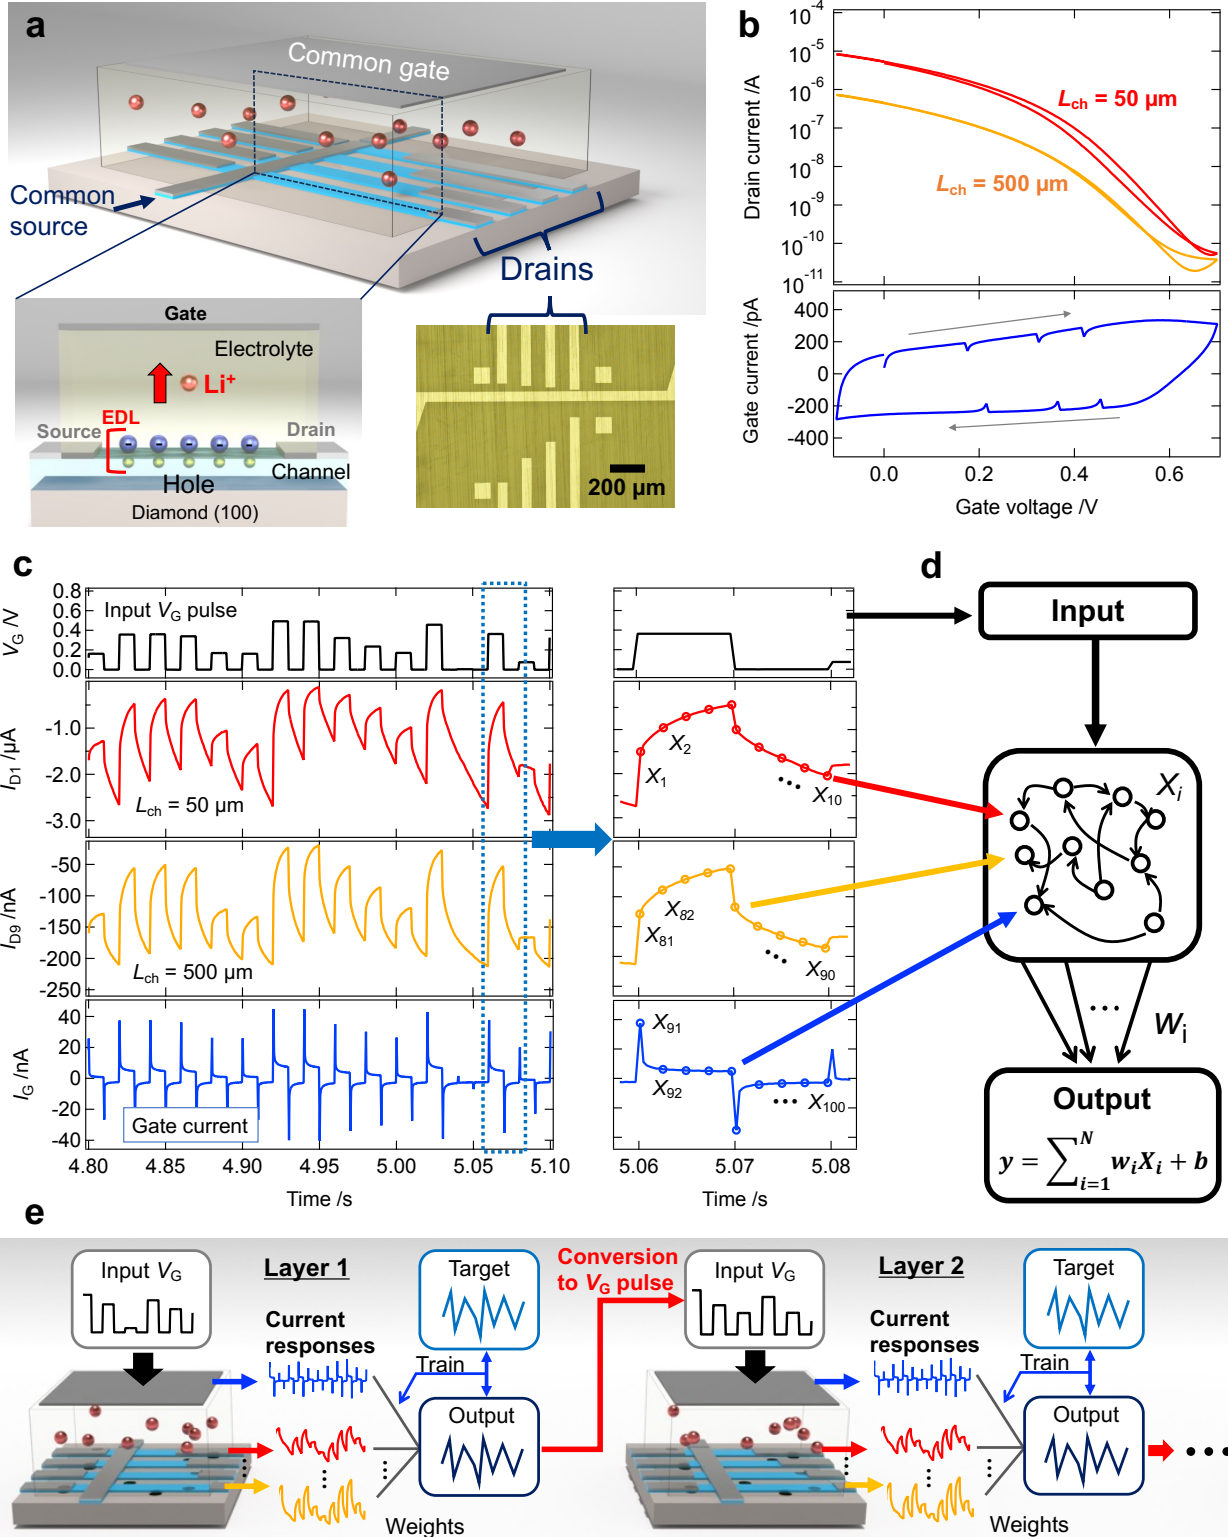 a
Common gate
Common
source
Drains
Gate
Electrolyte
Li+
EDL
Source
Drain
Channel
Hole
Diamond (100)
200 µm
b
Drain current /A
10-4
10-5
10-6
10-7
10-8
10-9
10-10
10-11
Lch = 50 µm
Lch = 500 µm
Gate current /pA
400
200
0
-200
-400
0.0
0.2
0.4
0.6
Gate voltage /V
c
VG /V
0.8
0.6
0.4
0.2
0.0
Input VG pulse
ID1 /µA
-1.0
-2.0
-3.0
Lch = 50 µm
X1
X2
X10
ID9 /nA
-50
-100
-150
-200
-250
Lch = 500 µm
X82
X81
X90
IG /nA
40
20
0
-20
-40
Gate current
X91
X92
X100
4.80
4.85
4.90
4.95
5.00
5.05
5.10
Time /s
5.06
5.07
5.08
Time /s
d
Input
Xi
Wi
Output
y = ∑i=1N wiXi + b
e
Input VG
Layer 1
Current
responses
Target
Train
Output
Weights
Conversion
to VG pulse
Input VG
Layer 2
Current
responses
Target
Train
Output
Weights